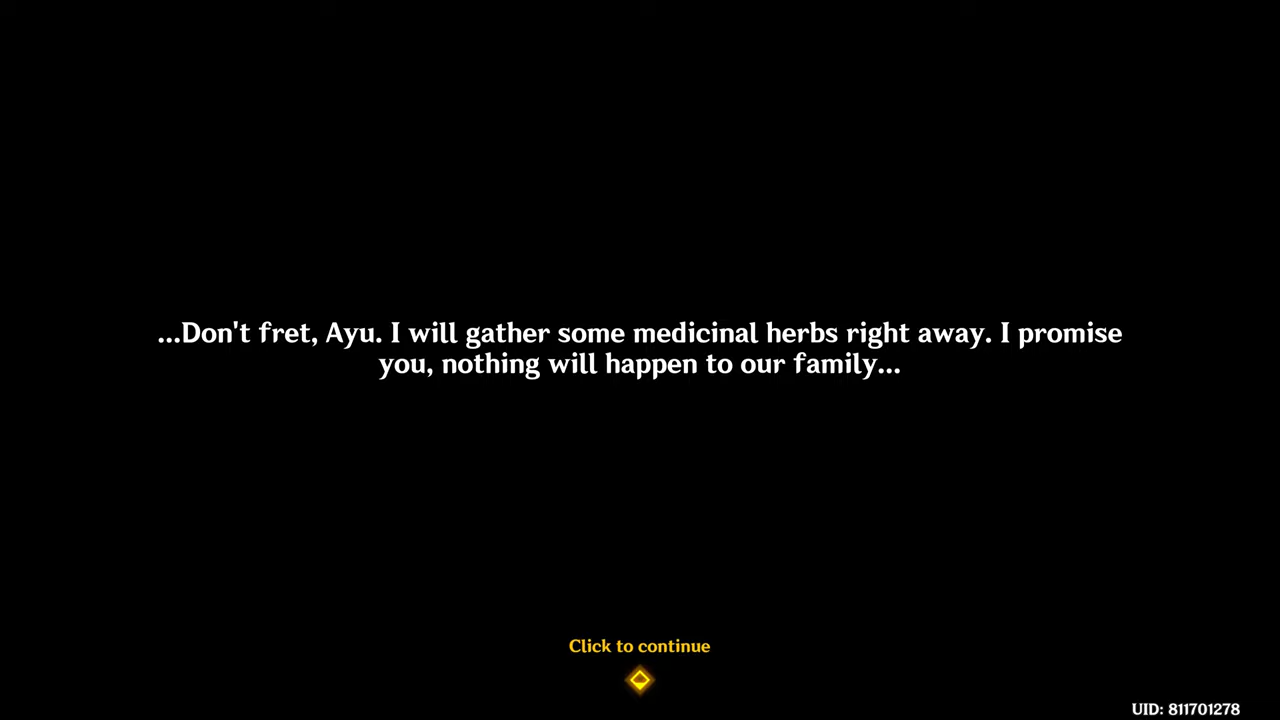 ...Don't fret, Ayu. I will gather some medicinal herbs right away. I promise
you, nothing will happen to our family...
Click to continue
UID: 811701278